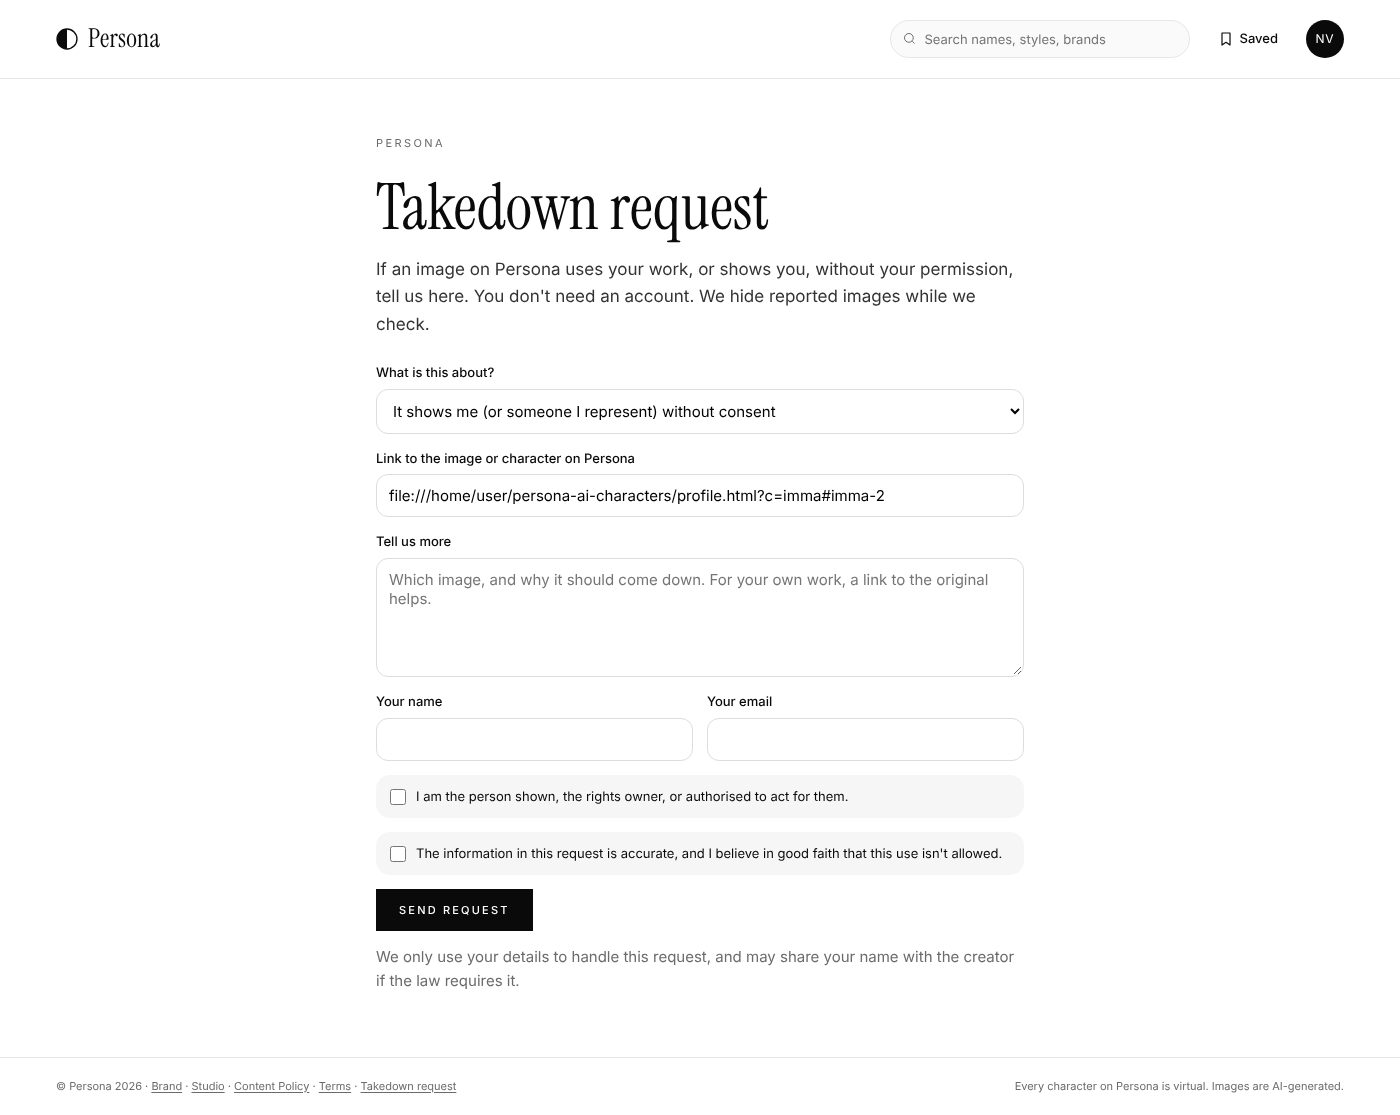 Persona
Search names, styles, brands
Saved
NV
PERSONA
Takedown request
If an image on Persona uses your work, or shows you, without your permission,
tell us here. You don't need an account. We hide reported images while we
check.
What is this about?
It shows me (or someone I represent) without consent
Link to the image or character on Persona
file:///home/user/persona-ai-characters/profile.html?c=imma#imma-2
Tell us more
Which image, and why it should come down. For your own work, a link to the original
helps.
Your name
Your email
I am the person shown, the rights owner, or authorised to act for them.
The information in this request is accurate, and I believe in good faith that this use isn't allowed.
SEND REQUEST
We only use your details to handle this request, and may share your name with the creator
if the law requires it.
© Persona 2026 · Brand · Studio · Content Policy · Terms · Takedown request
Every character on Persona is virtual. Images are AI-generated.